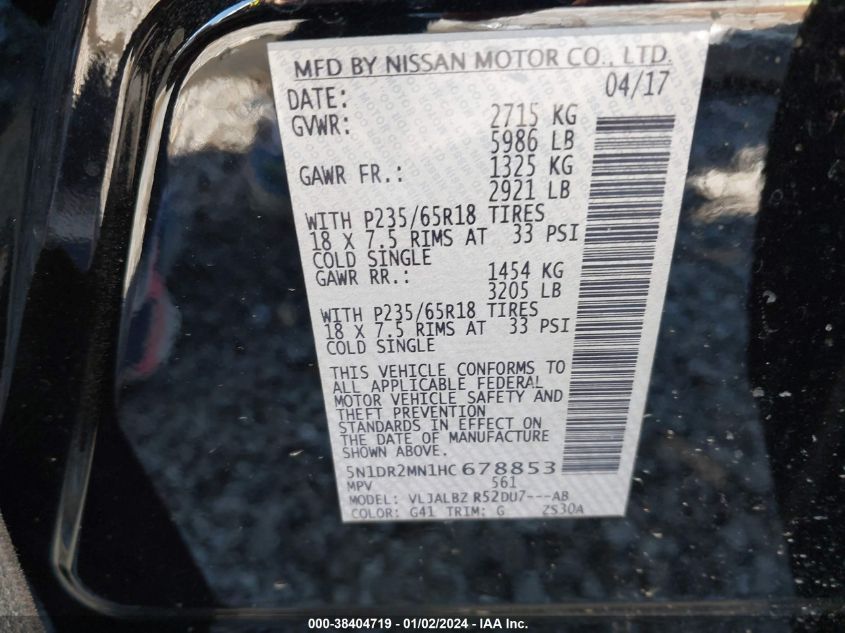 MFD BY NISSAN MOTOR CO., LTD.
DATE: 04/17
GVWR: 2715 KG
5986 LB
GAWR FR.: 1325 KG
2921 LB
WITH P235/65R18 TIRES
18 X 7.5 RIMS AT 33 PSI
COLD SINGLE
GAWR RR.: 1454 KG
3205 LB
WITH P235/65R18 TIRES
18 X 7.5 RIMS AT 33 PSI
COLD SINGLE
THIS VEHICLE CONFORMS TO
ALL APPLICABLE FEDERAL
MOTOR VEHICLE SAFETY AND
THEFT PREVENTION
STANDARDS IN EFFECT ON
THE DATE OF MANUFACTURE
SHOWN ABOVE.
5N1DR2MN1HC678853
MPV 561
MODEL: VLJALBZ R52DU7---AB
COLOR: G41 TRIM: G ZS30A
000-38404719 - 01/02/2024 - IAA Inc.